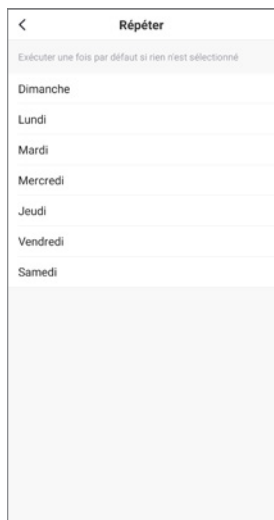 Répéter
Exécuter une fois par défaut si rien n'est sélectionné
Dimanche
Lundi
Mardi
Mercredi
Jeudi
Vendredi
Samedi